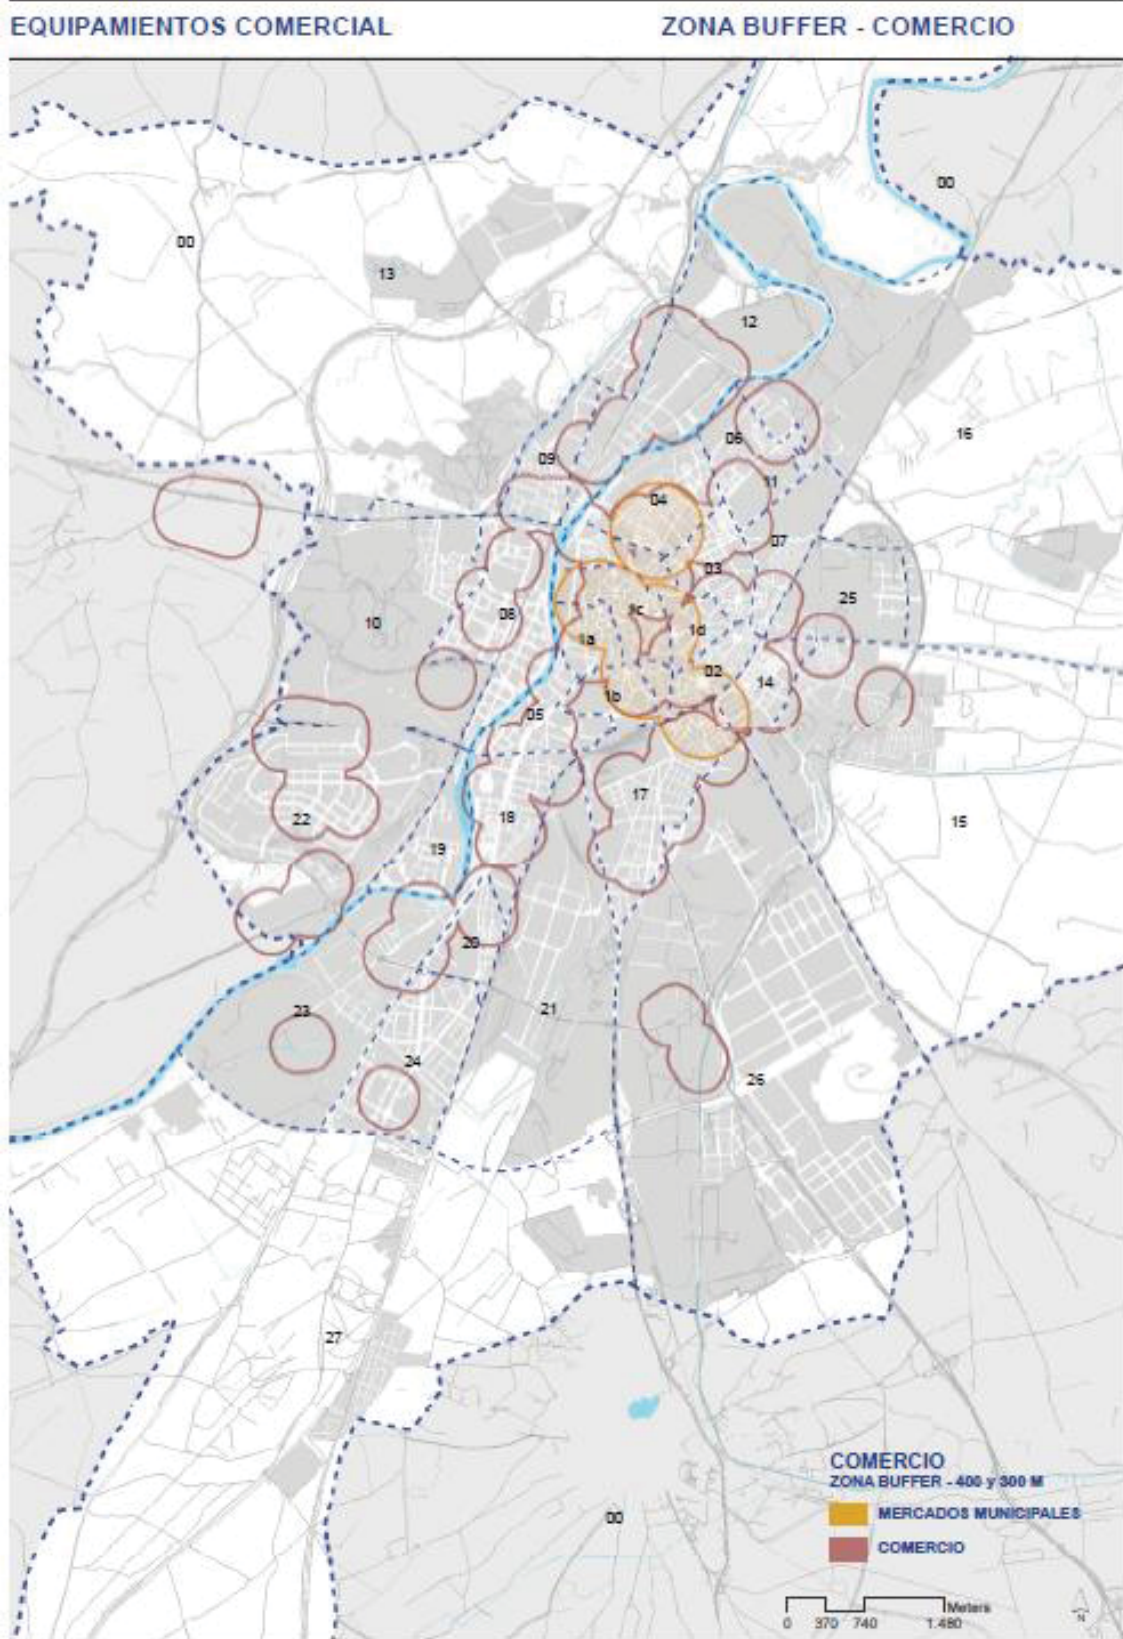 EQUIPAMIENTOS COMERCIAL
ZONA BUFFER - COMERCIO
00
00
13
12
16
06
09
11
04
07
03
25
10
08
1c
1a
1d
02
14
1b
05
17
22
18
15
19
20
23
21
24
26
27
00
COMERCIO
ZONA BUFFER - 400 y 300 M
MERCADOS MUNICIPALES
COMERCIO
Meters
0 370 740 1.480
N